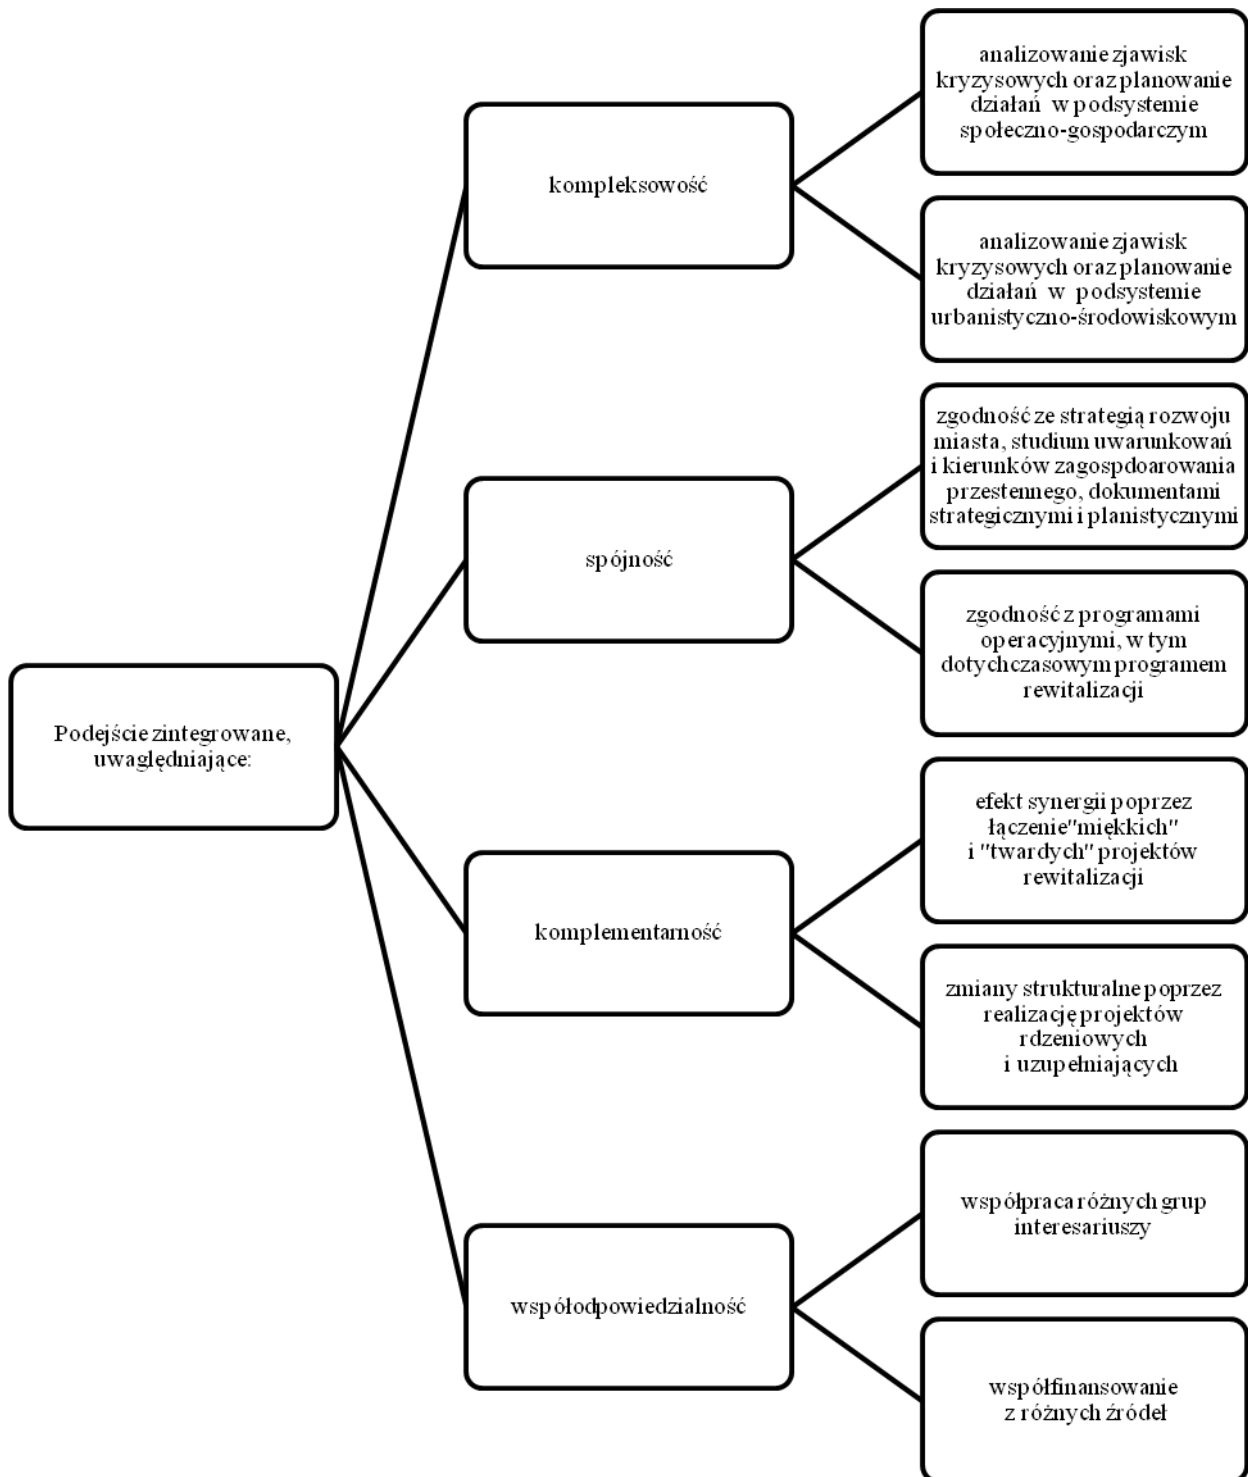 analizowanie zjawisk
kryzysowych oraz planowanie
działań w podsystemie
społeczno-gospodarczym
kompleksowość
analizowanie zjawisk
kryzysowych oraz planowanie
działań w podsystemie
urbanistyczno-środowiskowym
zgodność ze strategią rozwoju
miasta, studium uwarunkowań
i kierunków zagospdoarowania
przestennego, dokumentami
strategicznymi i planistycznymi
spójność
zgodność z programami
operacyjnymi, w tym
dotychczasowym programem
rewitalizacji
Podejście zintegrowane,
uwaględniające:
efekt synergii poprzez
łączenie"miękkich"
i "twardych" projektów
rewitalizacji
komplementarność
zmiany strukturalne poprzez
realizację projektów
rdzeniowych
i uzupełniających
współpraca różnych grup
interesariuszy
współodpowiedzialność
współfinansowanie
z różnych źródeł